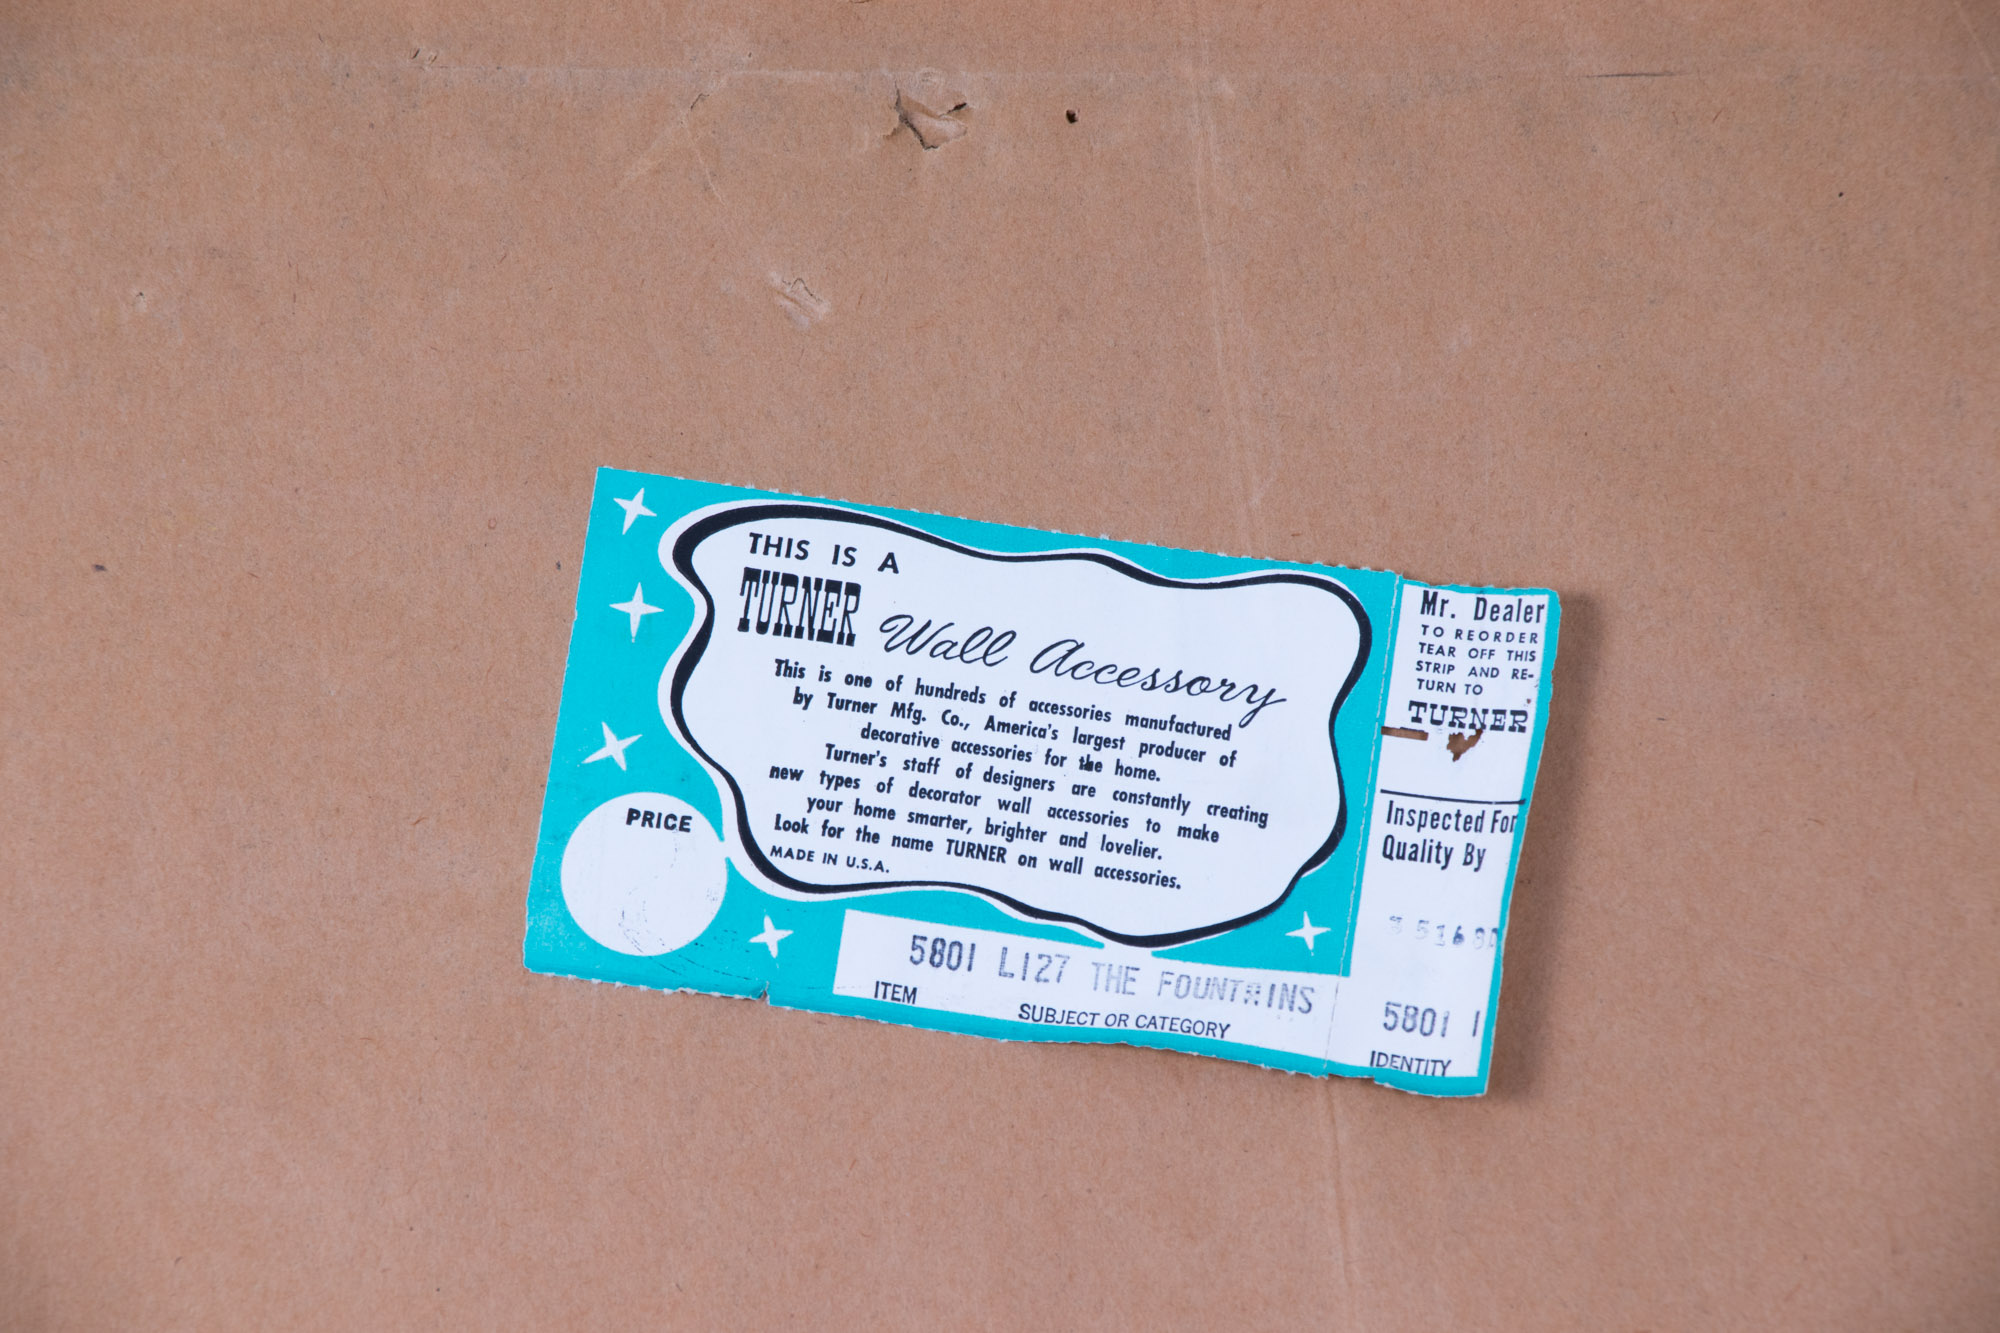 THIS IS A
TURNER Wall Accessory
This is one of hundreds of accessories manufactured
by Turner Mfg. Co., America's largest producer of
decorative accessories for the home.
Turner's staff of designers are constantly creating
new types of decorator wall accessories to make
your home smarter, brighter and lovelier.
Look for the name TURNER on wall accessories.
MADE IN U.S.A.
PRICE
5801 L127 THE FOUNTAINS
ITEM
SUBJECT OR CATEGORY
Mr. Dealer
TO REORDER
TEAR OFF THIS
STRIP AND RE-
TURN TO
TURNER
Inspected For
Quality By
5801 1
IDENTITY